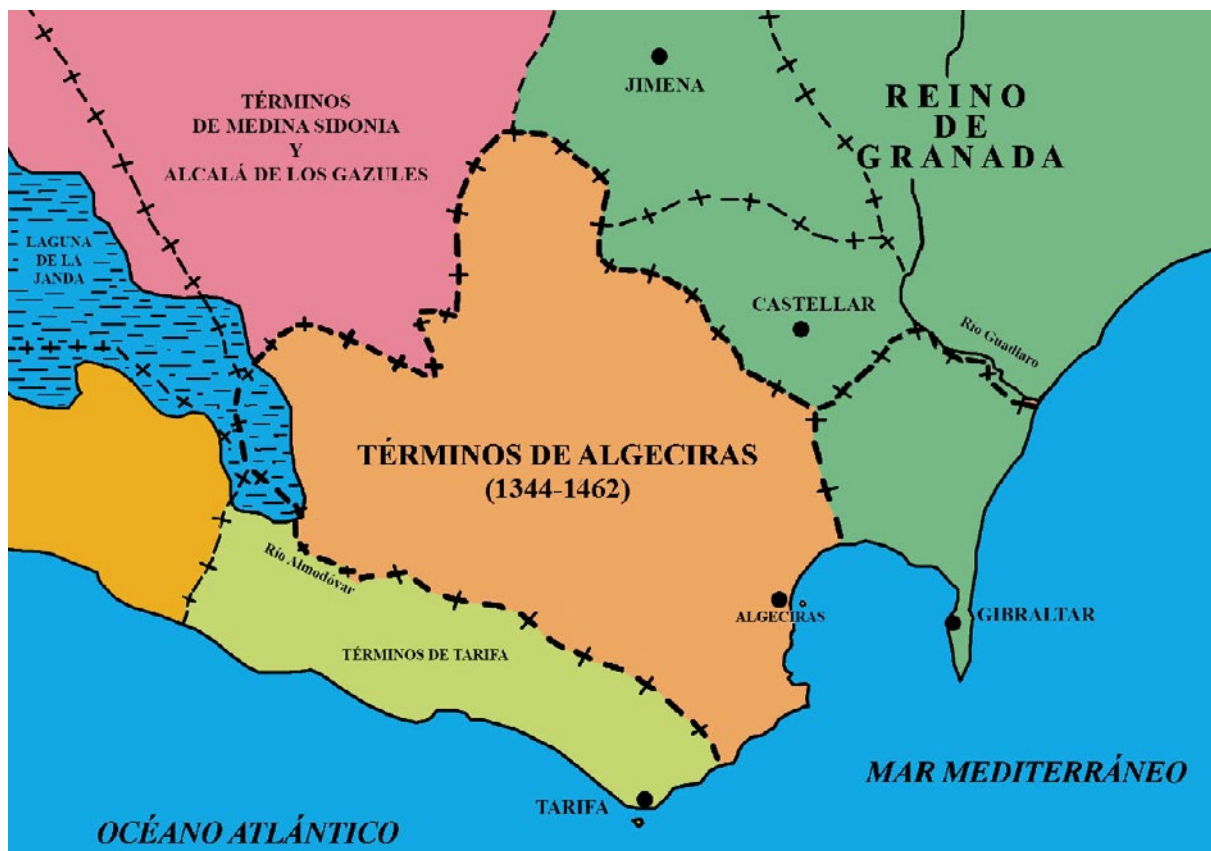 JIMENA
REINO
DE
GRANADA
TÉRMINOS
DE MEDINA SIDONIA
Y
ALCALÁ DE LOS GAZULES
LAGUNA
DE LA
JANDA
CASTELLAR
Río Guadiaro
TÉRMINOS DE ALGECIRAS
(1344-1462)
Río Almodóvar
ALGECIRAS
GIBRALTAR
TÉRMINOS DE TARIFA
MAR MEDITERRÁNEO
TARIFA
OCÉANO ATLÁNTICO